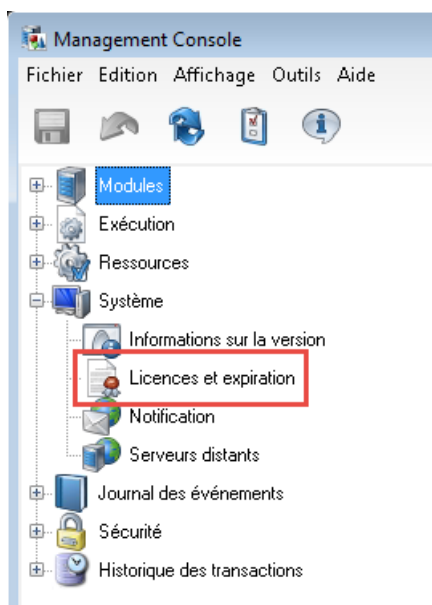 Management Console
Fichier Edition Affichage Outils Aide
Modules
Exécution
Ressources
Système
Informations sur la version
Licences et expiration
Notification
Serveurs distants
Journal des événements
Sécurité
Historique des transactions